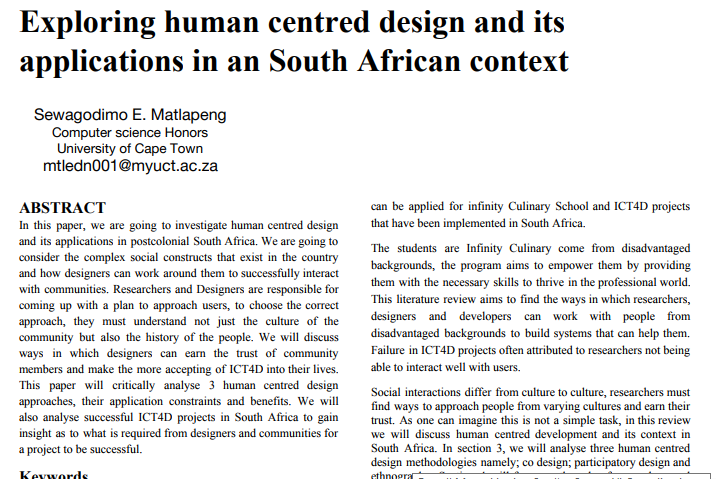 Exploring human centred design and its
applications in an South African context
Sewagodimo E. Matlapeng
Computer science Honors
University of Cape Town
mtledn001@myuct.ac.za
ABSTRACT
In this paper, we are going to investigate human centred design
and its applications in postcolonial South Africa. We are going to
consider the complex social constructs that exist in the country
and how designers can work around them to successfully interact
with communities. Researchers and Designers are responsible for
coming up with a plan to approach users, to choose the correct
approach, they must understand not just the culture of the
community but also the history of the people. We will discuss
ways in which designers can earn the trust of community
members and make the more accepting of ICT4D into their lives.
This paper will critically analyse 3 human centred design
approaches, their application constraints and benefits. We will
also analyse successful ICT4D projects in South Africa to gain
insight as to what is required from designers and communities for
a project to be successful.
Keywords
can be applied for infinity Culinary School and ICT4D projects
that have been implemented in South Africa.
The students are Infinity Culinary come from disadvantaged
backgrounds, the program aims to empower them by providing
them with the necessary skills to thrive in the professional world.
This literature review aims to find the ways in which researchers,
designers and developers can work with people from
disadvantaged backgrounds to build systems that can help them.
Failure in ICT4D projects often attributed to researchers not being
able to interact well with users.
Social interactions differ from culture to culture, researchers must
find ways to approach people from varying cultures and earn their
trust. As one can imagine this is not a simple task, in this review
we will discuss human centred development and its context in
South Africa. In section 3, we will analyse three human centred
design methodologies namely; co design; participatory design and